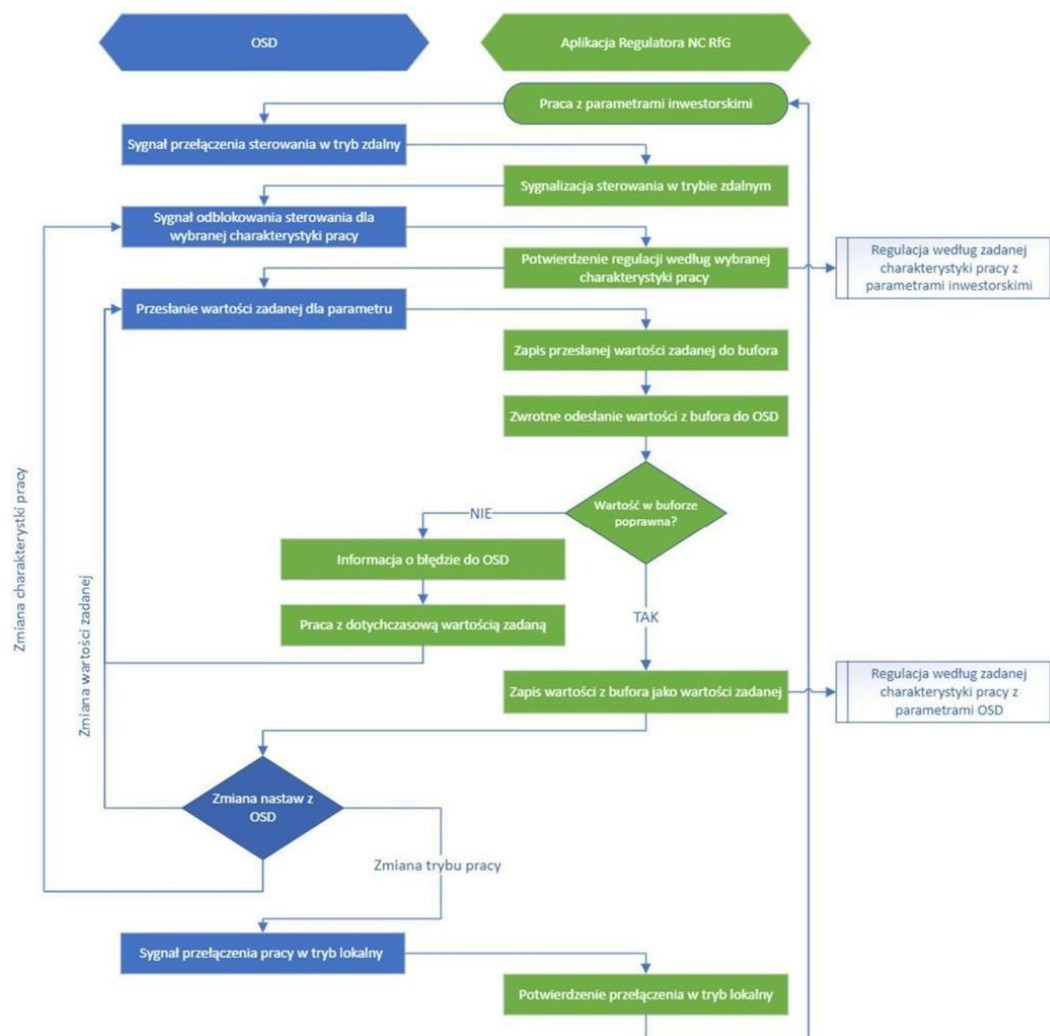 OSD
Aplikacja Regulatora NC RfG
Praca z parametrami inwestorskimi
Sygnał przełączenia sterowania w tryb zdalny
Sygnalizacja sterowania w trybie zdalnym
Sygnał odblokowania sterowania dla
wybranej charakterystyki pracy
Potwierdzenie regulacji według wybranej
charakterystyki pracy
Regulacja według zadanej
charakterystyki pracy z
parametrami inwestorskimi
Przesłanie wartości zadanej dla parametru
Zapis przesłanej wartości zadanej do bufora
Zwrotne odesłanie wartości z bufora do OSD
Wartość w buforze
poprawna?
NIE
Informacja o błędzie do OSD
Praca z dotychczasową wartością zadaną
TAK
Zapis wartości z bufora jako wartości zadanej
Regulacja według zadanej
charakterystyki pracy z
parametrami OSD
Zmiana charakterystki pracy
Zmiana wartości zadanej
Zmiana nastaw z
OSD
Zmiana trybu pracy
Sygnał przełączenia pracy w tryb lokalny
Potwierdzenie przełączenia w tryb lokalny